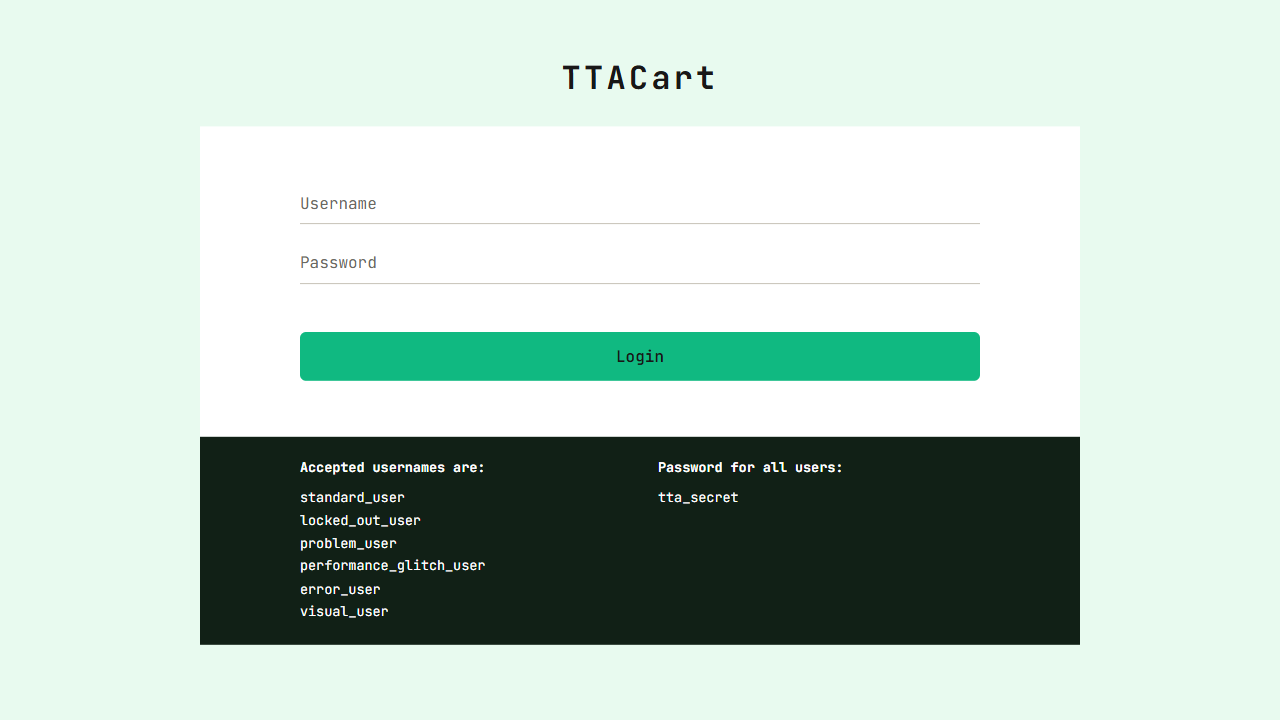 TTACart
Username
Password
Login
Accepted usernames are:
standard_user
locked_out_user
problem_user
performance_glitch_user
error_user
visual_user
Password for all users:
tta_secret